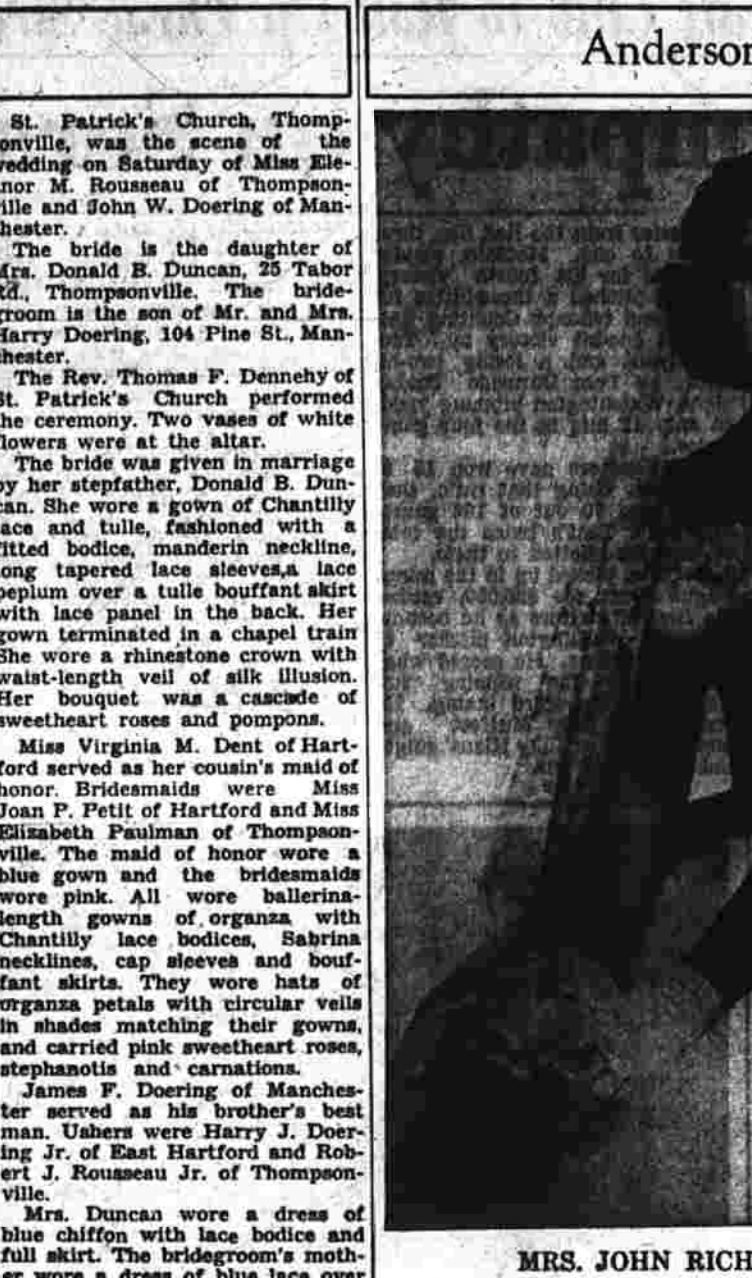 St. Patrick's Church, Thomp-
onville, was the scene of the
vedding on Saturday of Miss Ele-
nor M. Rousseau of Thompson-
ille and John W. Doering of Man-
hester.
The bride is the daughter of
Mrs. Donald B. Duncan, 25 Tabor
Rd., Thompsonville. The bride-
groom is the son of Mr. and Mrs.
Harry Doering, 104 Pine St., Man-
chester.
The Rev. Thomas F. Dennehy of
St. Patrick's Church performed
the ceremony. Two vases of white
flowers were at the altar.
The bride was given in marriage
by her stepfather, Donald B. Dun-
can. She wore a gown of Chantilly
lace and tulle, fashioned with a
fitted bodice, manderin neckline,
long tapered lace sleeves,a lace
peplum over a tulle bouffant skirt
with lace panel in the back. Her
gown terminated in a chapel train
She wore a rhinestone crown with
waist-length veil of silk illusion.
Her bouquet was a cascade of
sweetheart roses and pompons.
Miss Virginia M. Dent of Hart-
ford served as her cousin's maid of
honor. Bridesmaids were Miss
Joan P. Petit of Hartford and Miss
Elizabeth Paulman of Thompson-
ville. The maid of honor wore a
blue gown and the bridesmaids
wore pink. All wore ballerina-
length gowns of organza with
Chantilly lace bodices, Sabrina
necklines, cap sleeves and bouf-
fant skirts. They wore hats of
organza petals with circular veils
in shades matching their gowns,
and carried pink sweetheart roses,
stephanotis and carnations.
James F. Doering of Manches-
ter served as his brother's best
man. Ushers were Harry J. Doer-
ing Jr. of East Hartford and Rob-
ert J. Rousseau Jr. of Thompson-
ville.
Mrs. Duncan wore a dress of
blue chiffon with lace bodice and
full skirt. The bridegroom's moth-
er wore a dress of blue lace over
Anderson
MRS. JOHN RICH